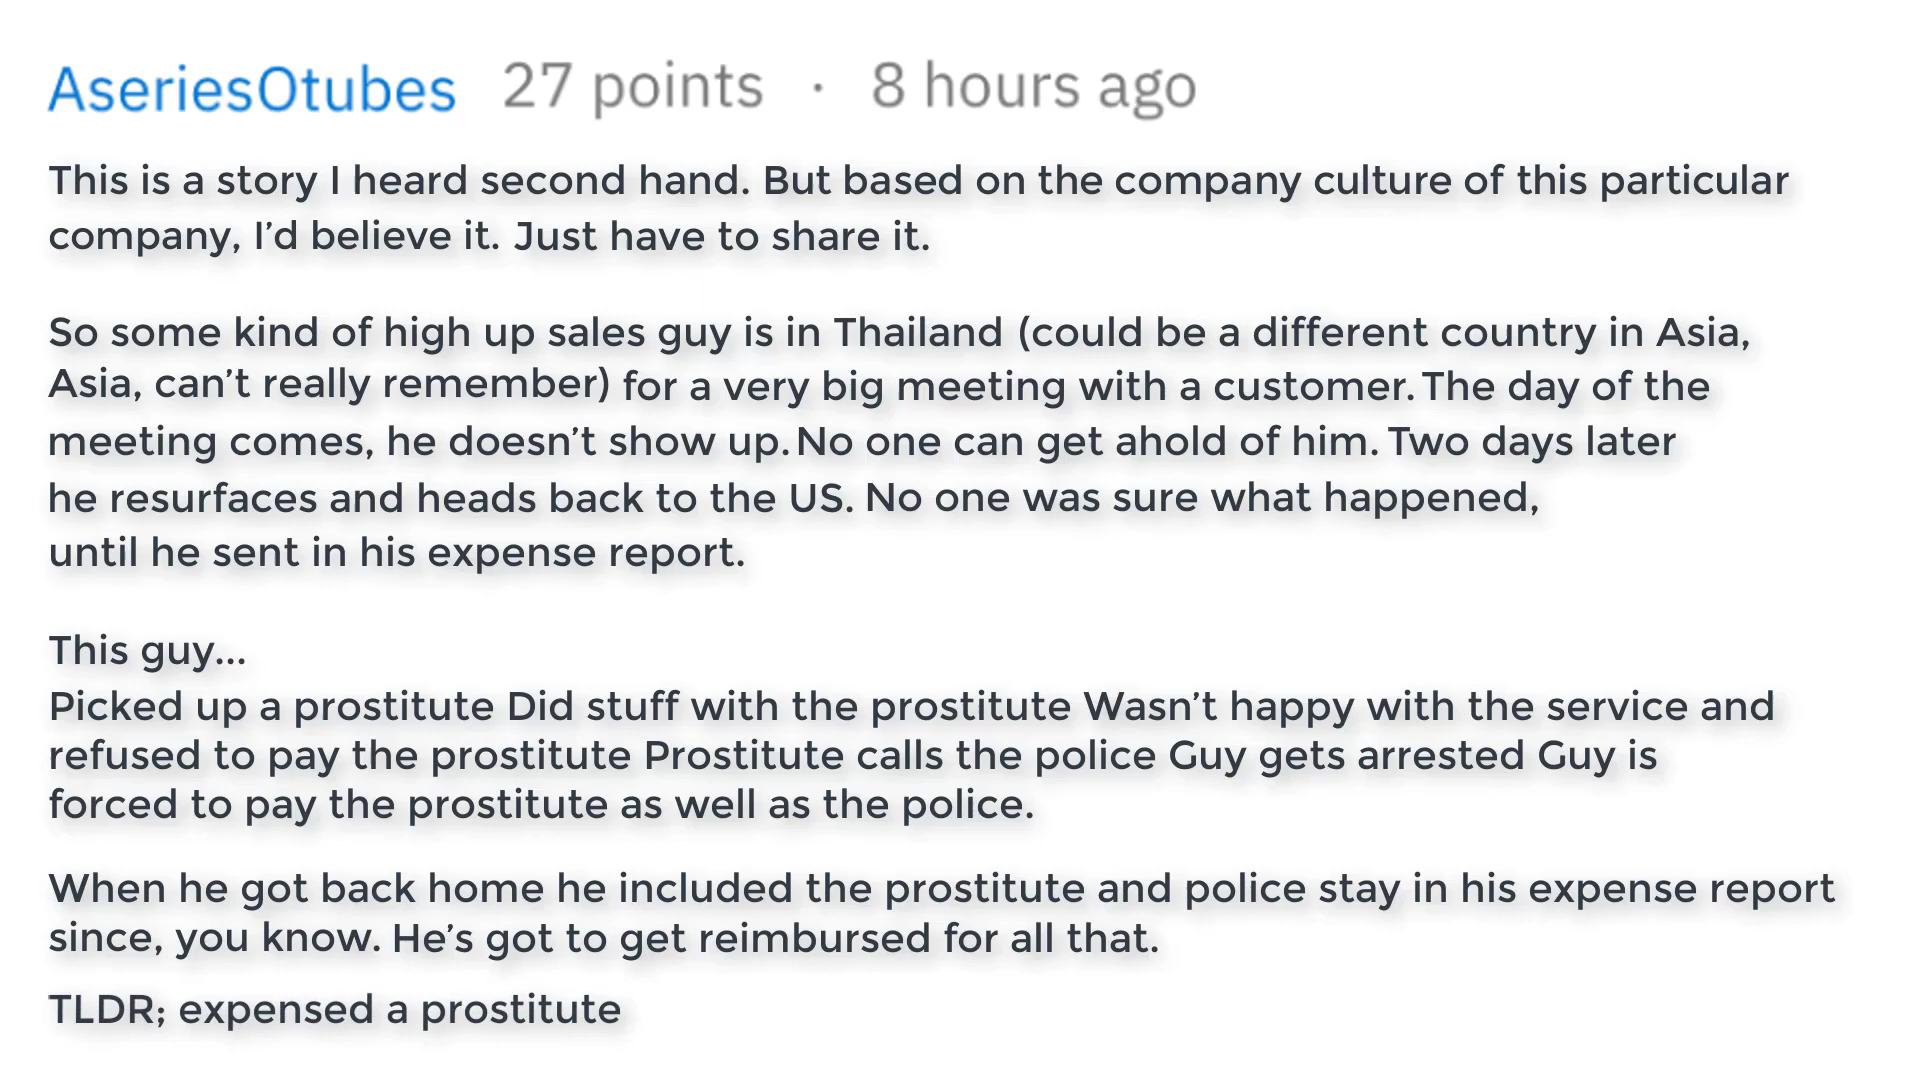 AseriesOtubes 27 points · 8 hours ago
This is a story I heard second hand. But based on the company culture of this particular
company, I’d believe it. Just have to share it.
So some kind of high up sales guy is in Thailand (could be a different country in Asia,
Asia, can’t really remember) for a very big meeting with a customer. The day of the
meeting comes, he doesn’t show up. No one can get ahold of him. Two days later
he resurfaces and heads back to the US. No one was sure what happened,
until he sent in his expense report.
This guy...
Picked up a prostitute Did stuff with the prostitute Wasn’t happy with the service and
refused to pay the prostitute Prostitute calls the police Guy gets arrested Guy is
forced to pay the prostitute as well as the police.
When he got back home he included the prostitute and police stay in his expense report
since, you know. He’s got to get reimbursed for all that.
TLDR; expensed a prostitute